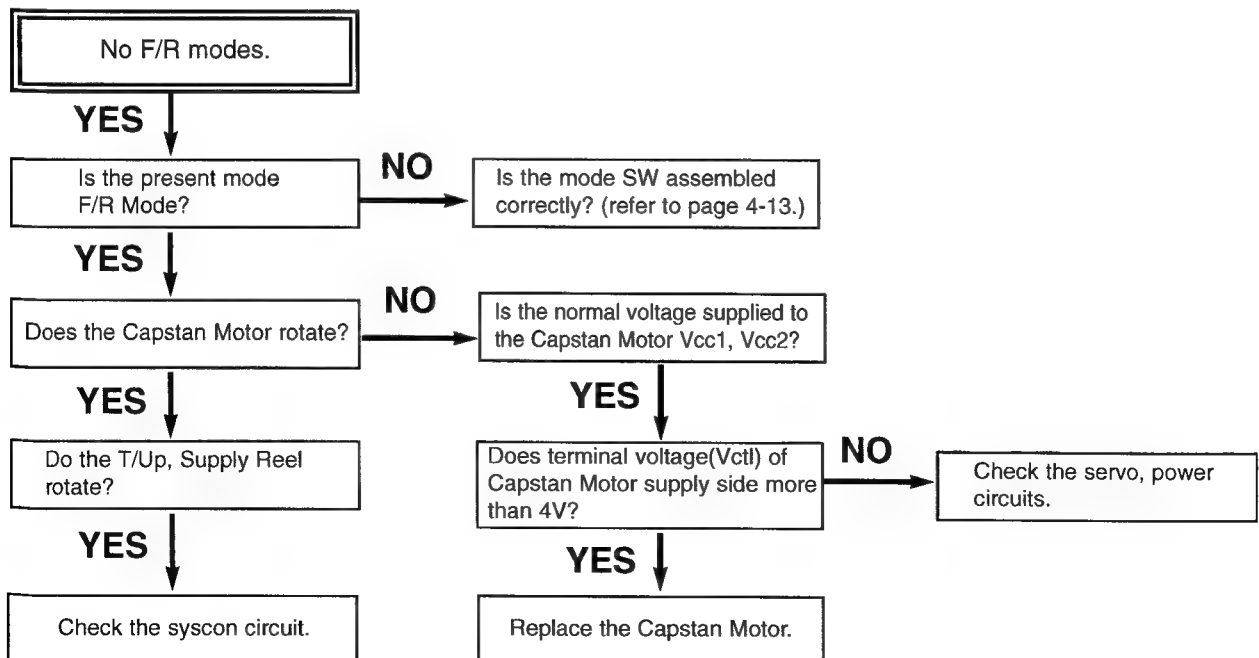 No F/R modes.
YES
Is the present mode
F/R Mode?
NO
Is the mode SW assembled
correctly? (refer to page 4-13.)
YES
Does the Capstan Motor rotate?
NO
Is the normal voltage supplied to
the Capstan Motor Vcc1, Vcc2?
YES
YES
Do the T/Up, Supply Reel
rotate?
Does terminal voltage(Vctl) of
Capstan Motor supply side more
than 4V?
NO
Check the servo, power
circuits.
YES
YES
Check the syscon circuit.
Replace the Capstan Motor.